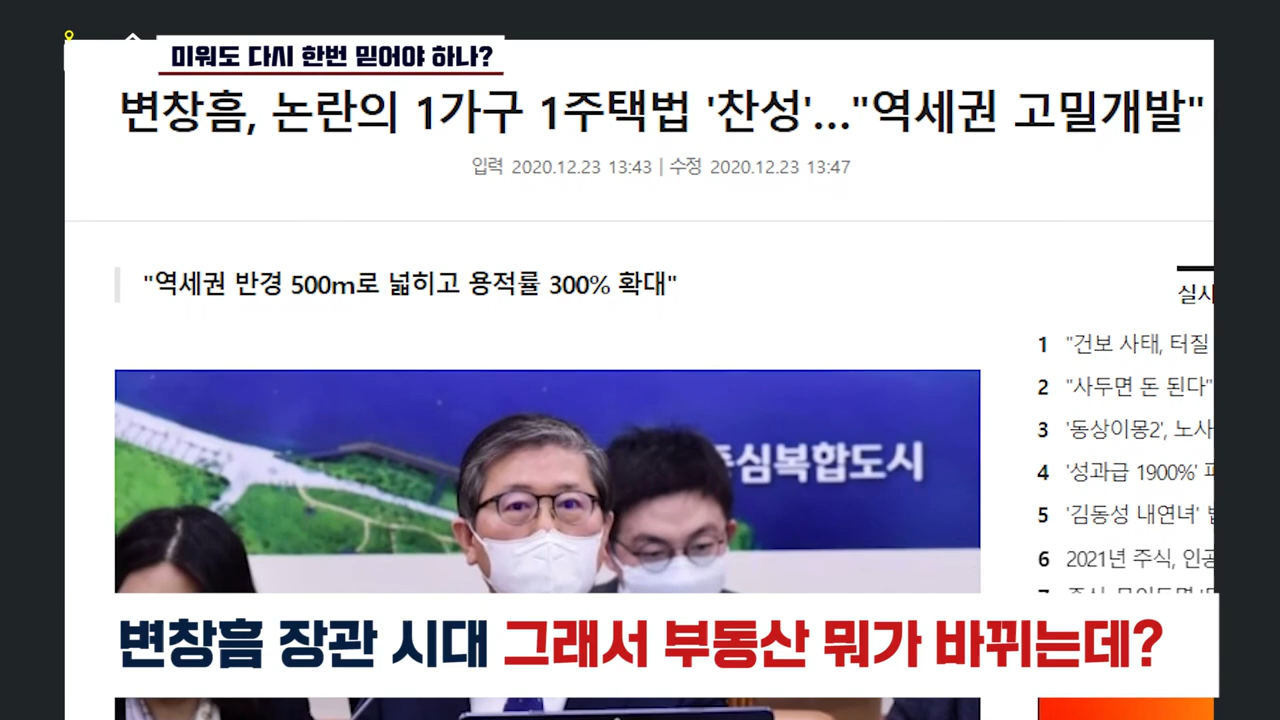 미워도 다시 한번 믿어야 하나?
변창흠, 논란의 1가구 1주택법 '찬성'..."역세권 고밀개발"
입력 2020.12.23 13:43 | 수정 2020.12.23 13:47
"역세권 반경 500m로 넓히고 용적률 300% 확대"
실시
1 "건보 사태, 터질
2 "사두면 돈 된다"
3 '동상이몽2', 노사
4 '성과급 1900%'
5 '김동성 내연녀'
6 2021년 주식, 인공
중심복합도시
변창흠 장관 시대 그래서 부동산 뭐가 바뀌는데?